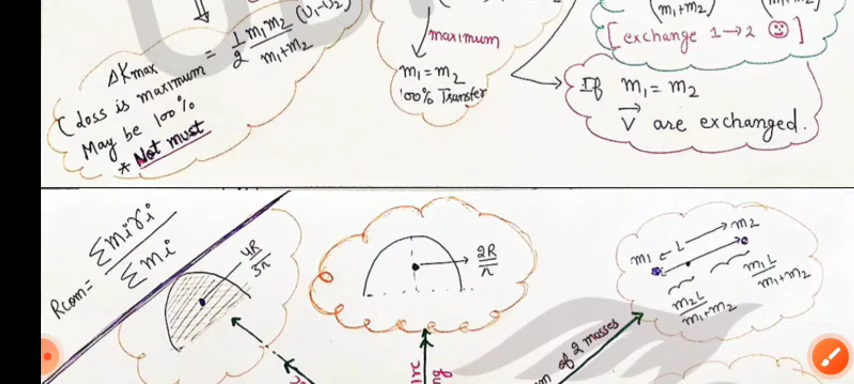 ΔKmax = 1/2 m1m2/m1+m2 (U1-U2)
(loss is maximum
May be 100%
* Not must
maximum
m1 = m2
100% Transfer
(m1+m2)
[exchange 1→2 ☺]
If m1 = m2
V⃗ are exchanged.
Rcom = Σmiri/Σmi
4R/3π
2R/π
m1 ← L → m2
m2L/m1+m2
m1L/m1+m2
of 2 masses